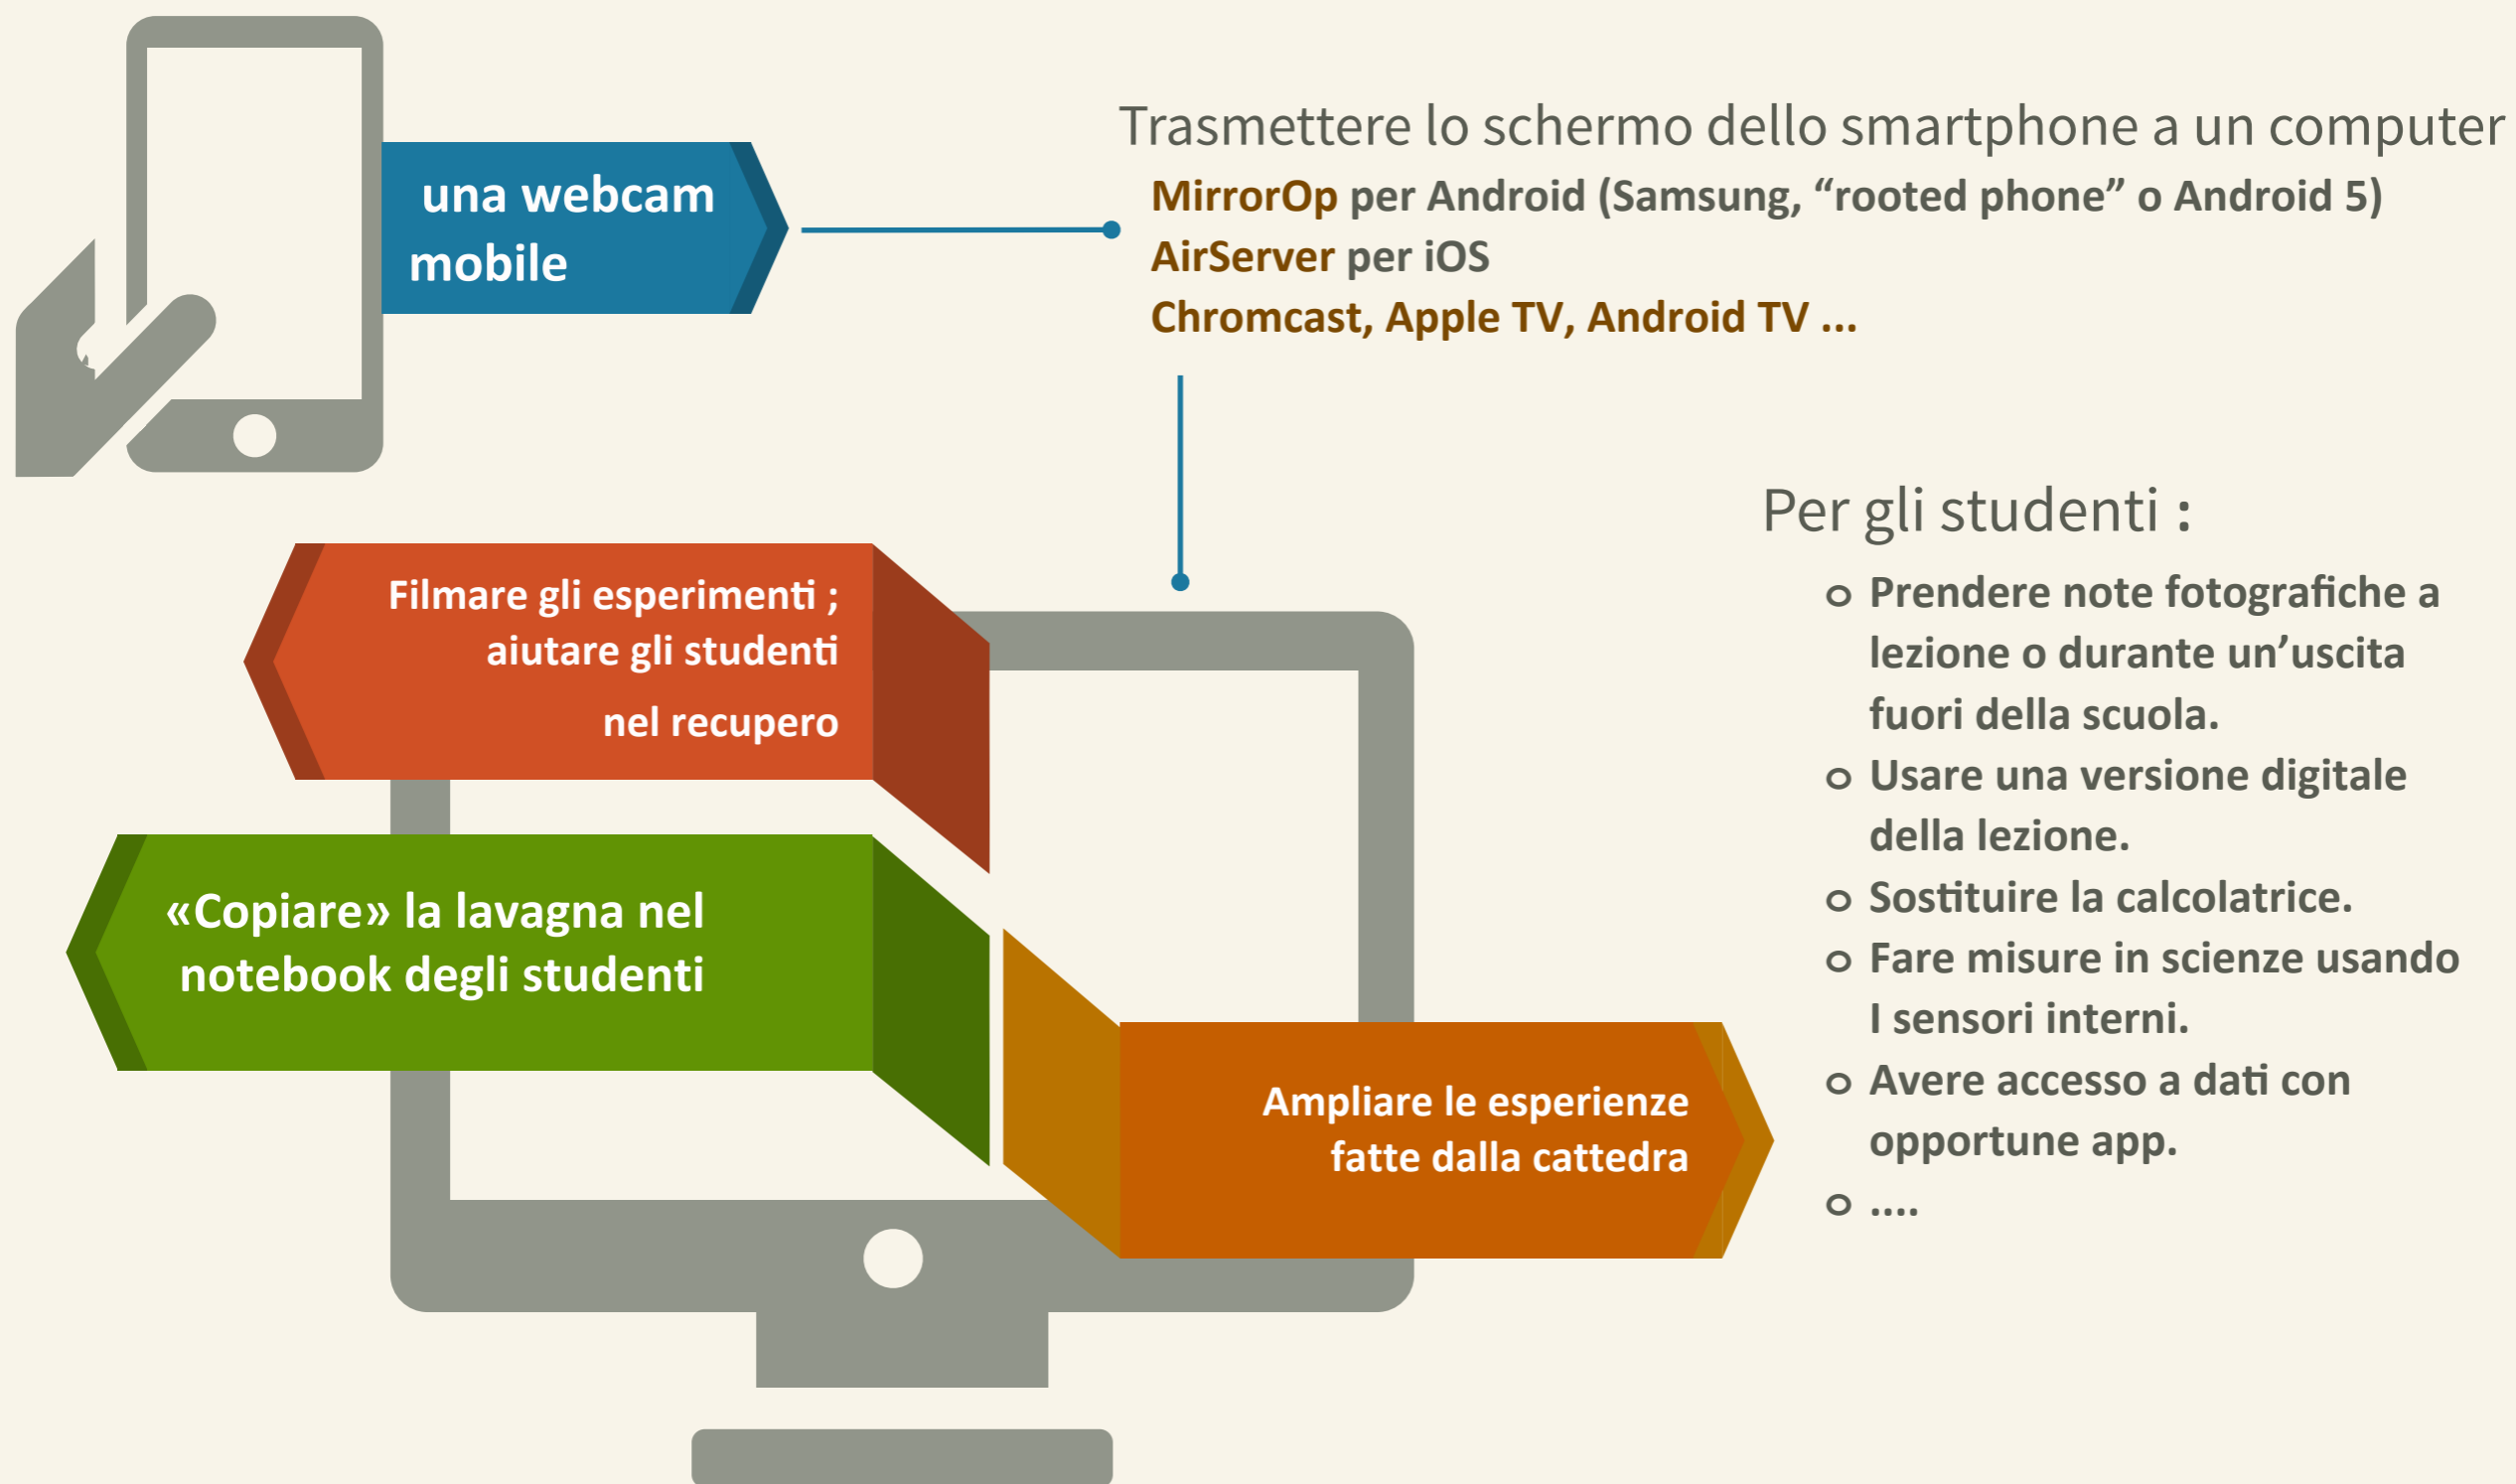 una webcam
mobile
Trasmettere lo schermo dello smartphone a un computer
MirrorOp per Android (Samsung, “rooted phone” o Android 5)
AirServer per iOS
Chromcast, Apple TV, Android TV ...
Filmare gli esperimenti ;
aiutare gli studenti
nel recupero
«Copiare» la lavagna nel
notebook degli studenti
Ampliare le esperienze
fatte dalla cattedra
Per gli studenti :
o Prendere note fotografiche a
lezione o durante un’uscita
fuori della scuola.
o Usare una versione digitale
della lezione.
o Sostituire la calcolatrice.
o Fare misure in scienze usando
I sensori interni.
o Avere accesso a dati con
opportune app.
o ....